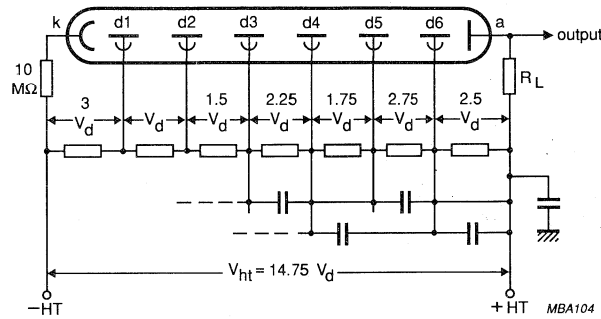 k d1 d2 d3 d4 d5 d6 a output
10 MΩ
R_L
3 V_d V_d 1.5 V_d 2.25 V_d 1.75 V_d 2.75 V_d 2.5 V_d
V_ht = 14.75 V_d
−HT +HT MBA104